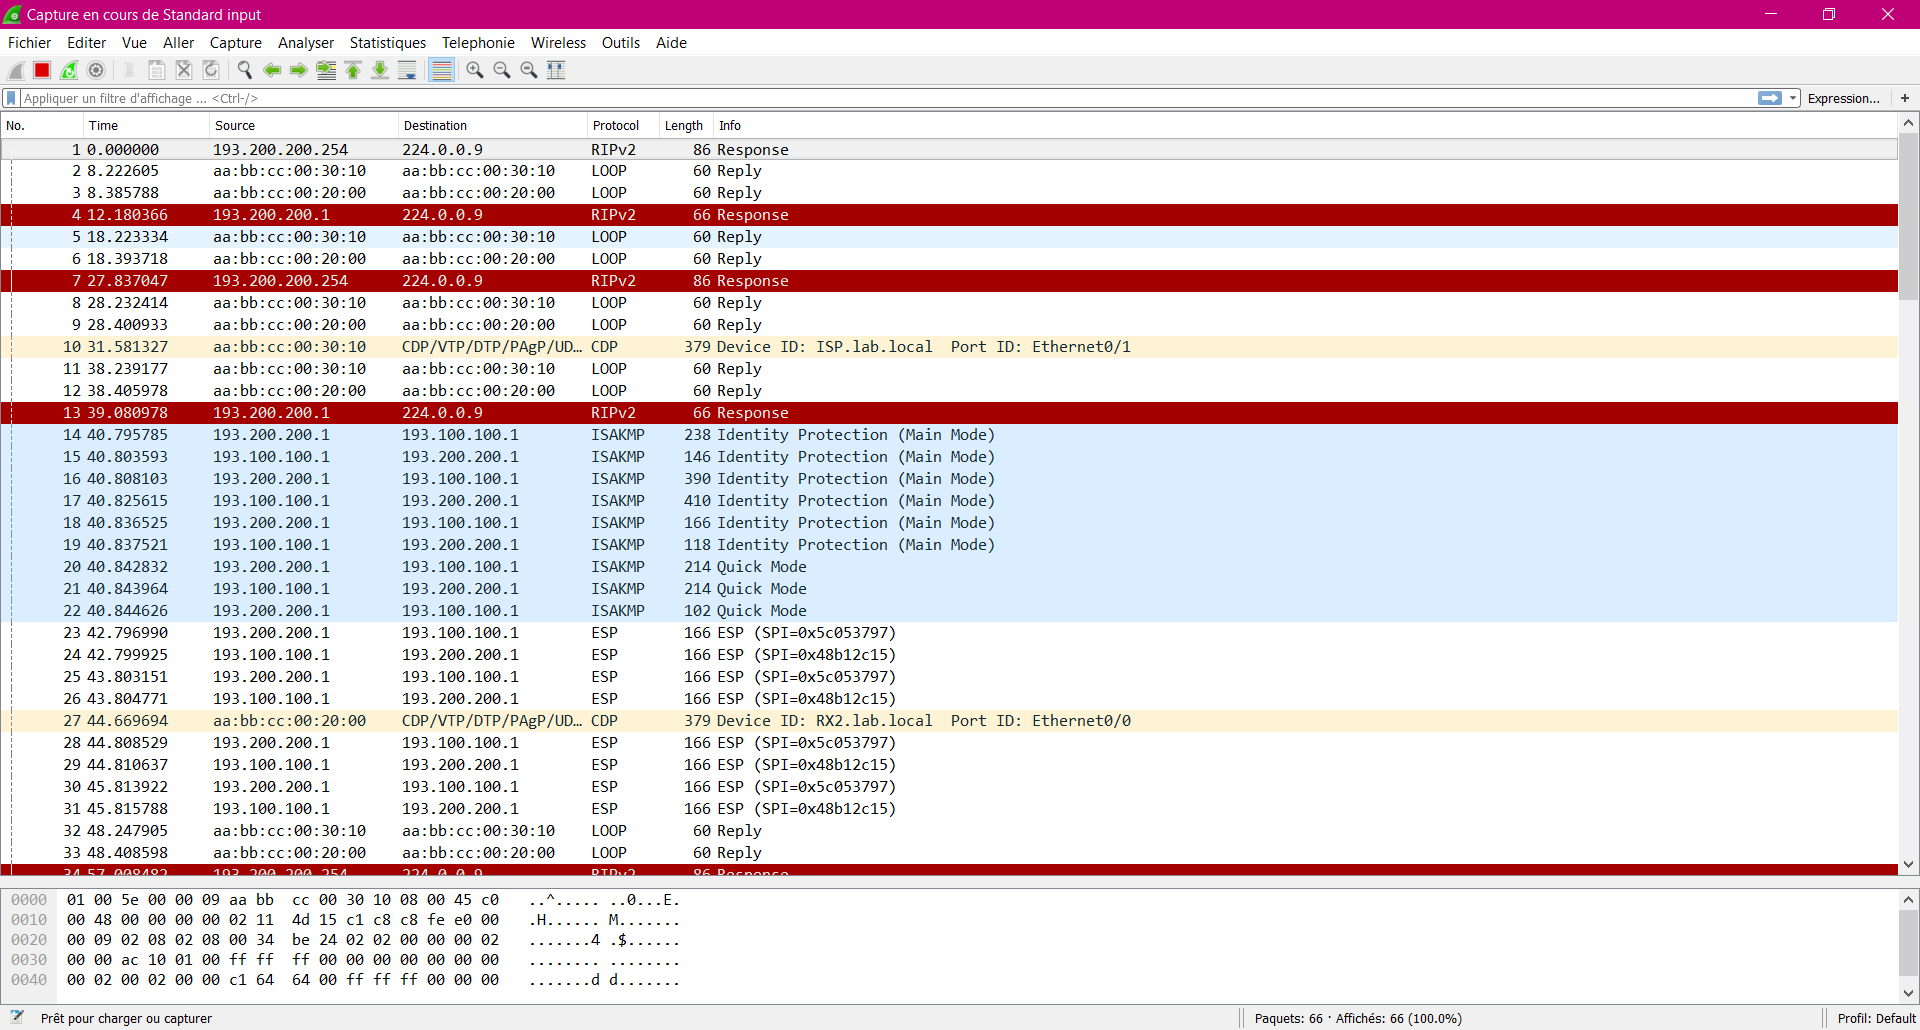 Capture en cours de Standard input
Fichier Editer Vue Aller Capture Analyser Statistiques Telephonie Wireless Outils Aide
Appliquer un filtre d'affichage ... <Ctrl-/> Expression... +
No. Time Source Destination Protocol Length Info
1 0.000000 193.200.200.254 224.0.0.9 RIPv2 86 Response
2 8.222605 aa:bb:cc:00:30:10 aa:bb:cc:00:30:10 LOOP 60 Reply
3 8.385788 aa:bb:cc:00:20:00 aa:bb:cc:00:20:00 LOOP 60 Reply
4 12.180366 193.200.200.1 224.0.0.9 RIPv2 66 Response
5 18.223334 aa:bb:cc:00:30:10 aa:bb:cc:00:30:10 LOOP 60 Reply
6 18.393718 aa:bb:cc:00:20:00 aa:bb:cc:00:20:00 LOOP 60 Reply
7 27.837047 193.200.200.254 224.0.0.9 RIPv2 86 Response
8 28.232414 aa:bb:cc:00:30:10 aa:bb:cc:00:30:10 LOOP 60 Reply
9 28.400933 aa:bb:cc:00:20:00 aa:bb:cc:00:20:00 LOOP 60 Reply
10 31.581327 aa:bb:cc:00:30:10 CDP/VTP/DTP/PAgP/UD... CDP 379 Device ID: ISP.lab.local Port ID: Ethernet0/1
11 38.239177 aa:bb:cc:00:30:10 aa:bb:cc:00:30:10 LOOP 60 Reply
12 38.405978 aa:bb:cc:00:20:00 aa:bb:cc:00:20:00 LOOP 60 Reply
13 39.080978 193.200.200.1 224.0.0.9 RIPv2 66 Response
14 40.795785 193.200.200.1 193.100.100.1 ISAKMP 238 Identity Protection (Main Mode)
15 40.803593 193.100.100.1 193.200.200.1 ISAKMP 146 Identity Protection (Main Mode)
16 40.808103 193.200.200.1 193.100.100.1 ISAKMP 390 Identity Protection (Main Mode)
17 40.825615 193.100.100.1 193.200.200.1 ISAKMP 410 Identity Protection (Main Mode)
18 40.836525 193.200.200.1 193.100.100.1 ISAKMP 166 Identity Protection (Main Mode)
19 40.837521 193.100.100.1 193.200.200.1 ISAKMP 118 Identity Protection (Main Mode)
20 40.842832 193.200.200.1 193.100.100.1 ISAKMP 214 Quick Mode
21 40.843964 193.100.100.1 193.200.200.1 ISAKMP 214 Quick Mode
22 40.844626 193.200.200.1 193.100.100.1 ISAKMP 102 Quick Mode
23 42.796990 193.200.200.1 193.100.100.1 ESP 166 ESP (SPI=0x5c053797)
24 42.799925 193.100.100.1 193.200.200.1 ESP 166 ESP (SPI=0x48b12c15)
25 43.803151 193.200.200.1 193.100.100.1 ESP 166 ESP (SPI=0x5c053797)
26 43.804771 193.100.100.1 193.200.200.1 ESP 166 ESP (SPI=0x48b12c15)
27 44.669694 aa:bb:cc:00:20:00 CDP/VTP/DTP/PAgP/UD... CDP 379 Device ID: RX2.lab.local Port ID: Ethernet0/0
28 44.808529 193.200.200.1 193.100.100.1 ESP 166 ESP (SPI=0x5c053797)
29 44.810637 193.100.100.1 193.200.200.1 ESP 166 ESP (SPI=0x48b12c15)
30 45.813922 193.200.200.1 193.100.100.1 ESP 166 ESP (SPI=0x5c053797)
31 45.815788 193.100.100.1 193.200.200.1 ESP 166 ESP (SPI=0x48b12c15)
32 48.247905 aa:bb:cc:00:30:10 aa:bb:cc:00:30:10 LOOP 60 Reply
33 48.408598 aa:bb:cc:00:20:00 aa:bb:cc:00:20:00 LOOP 60 Reply
34 57.008482 193.200.200.254 224.0.0.9 RIPv2 86 Response
0000 01 00 5e 00 00 09 aa bb cc 00 30 10 08 00 45 c0 ..^..... ..0...E.
0010 00 48 00 00 00 00 02 11 4d 15 c1 c8 c8 fe e0 00 .H...... M.......
0020 00 09 02 08 02 08 00 34 be 24 02 02 00 00 00 02 .......4 .$......
0030 00 00 ac 10 01 00 ff ff ff 00 00 00 00 00 00 00 ........ ........
0040 00 02 00 02 00 00 c1 64 64 00 ff ff ff 00 00 00 .......d d.......
Prêt pour charger ou capturer Paquets: 66 · Affichés: 66 (100.0%) Profil: Default